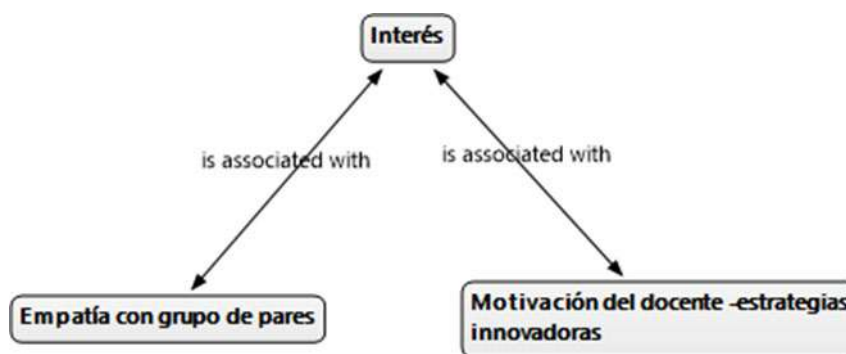 Interés
is associated with
is associated with
Empatía con grupo de pares
Motivación del docente -estrategias
innovadoras